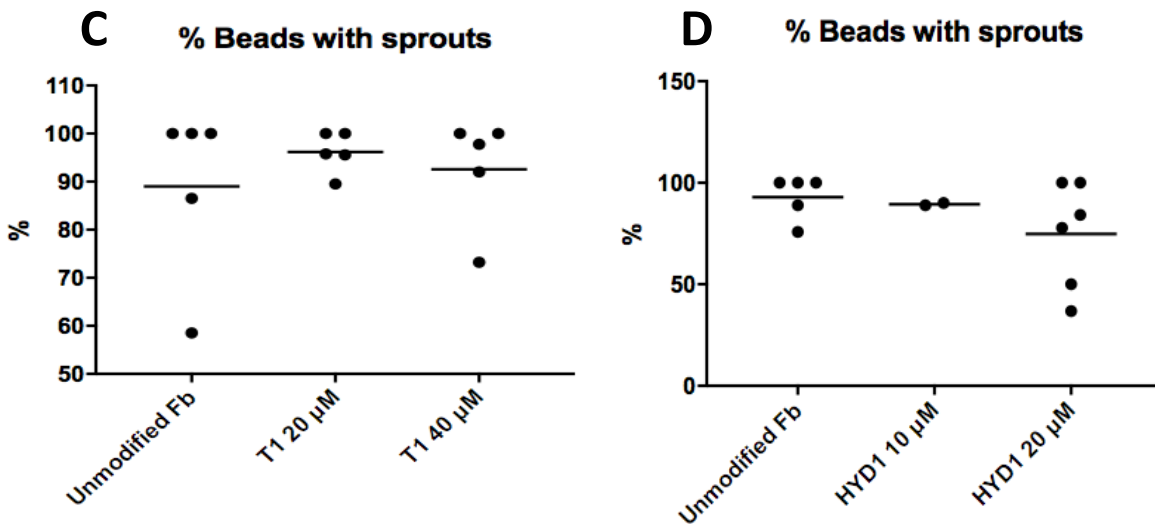 C % Beads with sprouts
110
100
90
80
70
60
50
%
Unmodified Fb
T1 20 µM
T1 40 µM
D % Beads with sprouts
150
100
50
0
%
Unmodified Fb
HYD1 10 µM
HYD1 20 µM